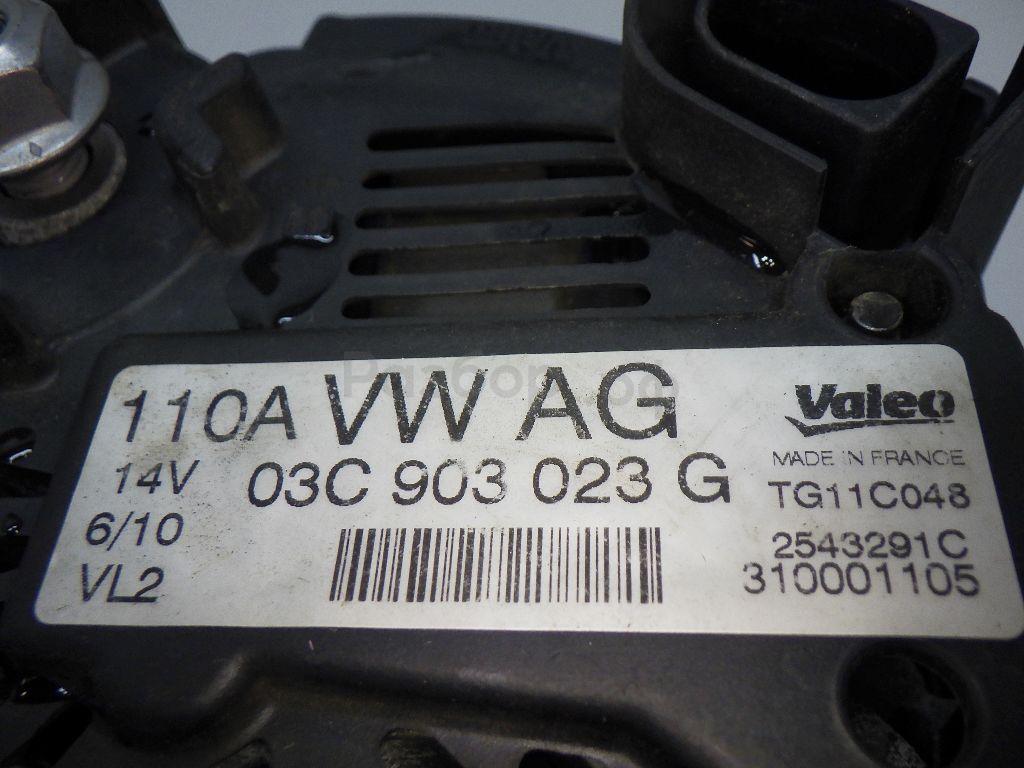 110A VW AG
14V 03C 903 023 G
6/10
VL2
Valeo
MADE IN FRANCE
TG11C048
2543291C
310001105